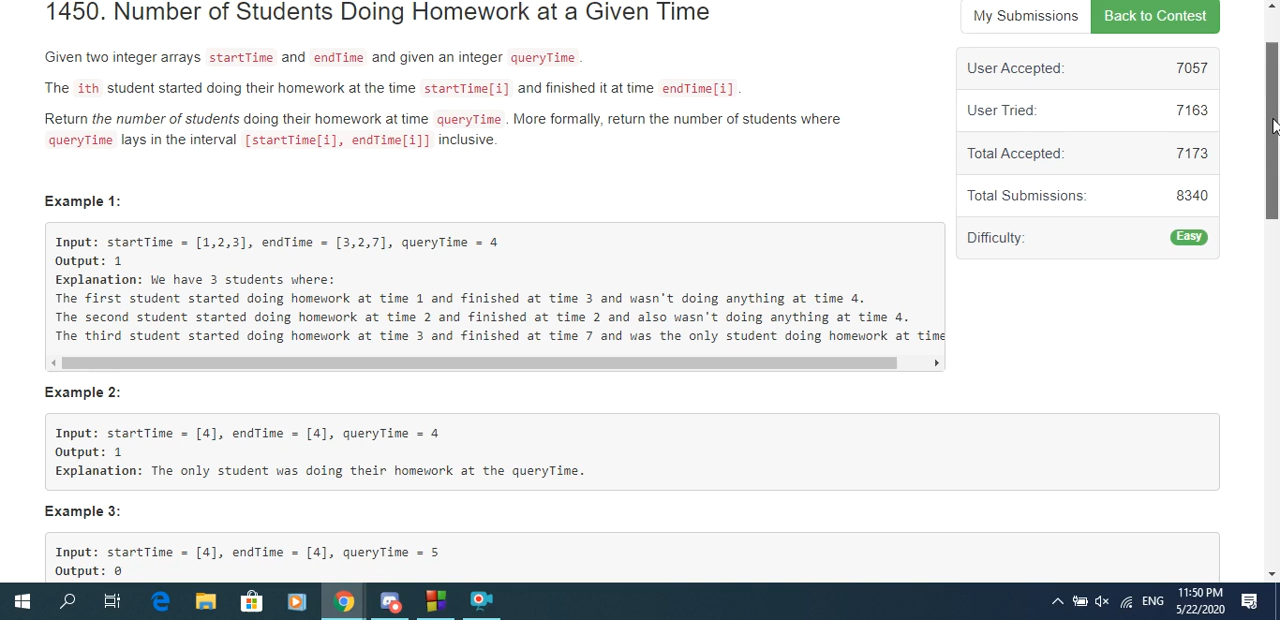 1450. Number of Students Doing Homework at a Given Time
My Submissions
Back to Contest
Given two integer arrays startTime and endTime and given an integer queryTime.
The ith student started doing their homework at the time startTime[i] and finished it at time endTime[i].
Return the number of students doing their homework at time queryTime. More formally, return the number of students where
queryTime lays in the interval [startTime[i], endTime[i]] inclusive.
User Accepted: 7057
User Tried: 7163
Total Accepted: 7173
Total Submissions: 8340
Difficulty: Easy
Example 1:
Input: startTime = [1,2,3], endTime = [3,2,7], queryTime = 4
Output: 1
Explanation: We have 3 students where:
The first student started doing homework at time 1 and finished at time 3 and wasn't doing anything at time 4.
The second student started doing homework at time 2 and finished at time 2 and also wasn't doing anything at time 4.
The third student started doing homework at time 3 and finished at time 7 and was the only student doing homework at time
Example 2:
Input: startTime = [4], endTime = [4], queryTime = 4
Output: 1
Explanation: The only student was doing their homework at the queryTime.
Example 3:
Input: startTime = [4], endTime = [4], queryTime = 5
Output: 0
ENG
11:50 PM
5/22/2020